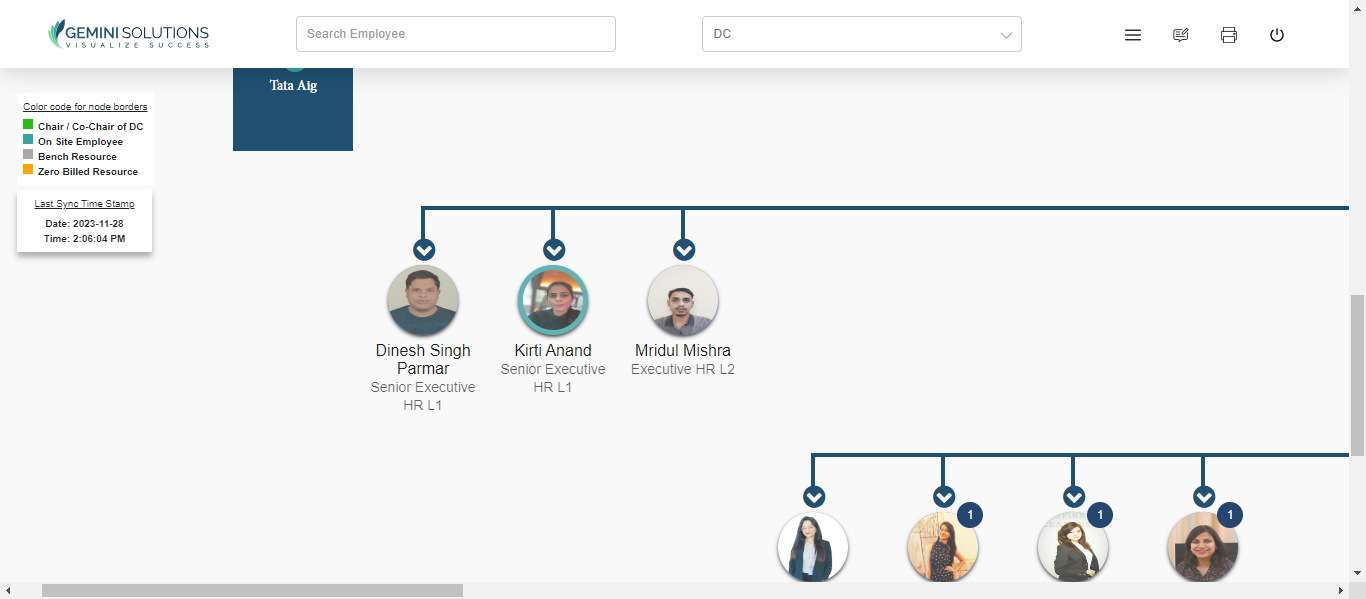 GEMINI SOLUTIONS
VISUALIZE SUCCESS
Search Employee
DC
Tata Aig
Color code for node borders
Chair / Co-Chair of DC
On Site Employee
Bench Resource
Zero Billed Resource
Last Sync Time Stamp
Date: 2023-11-28
Time: 2:06:04 PM
Dinesh Singh
Parmar
Senior Executive
HR L1
Kirti Anand
Senior Executive
HR L1
Mridul Mishra
Executive HR L2
1
1
1